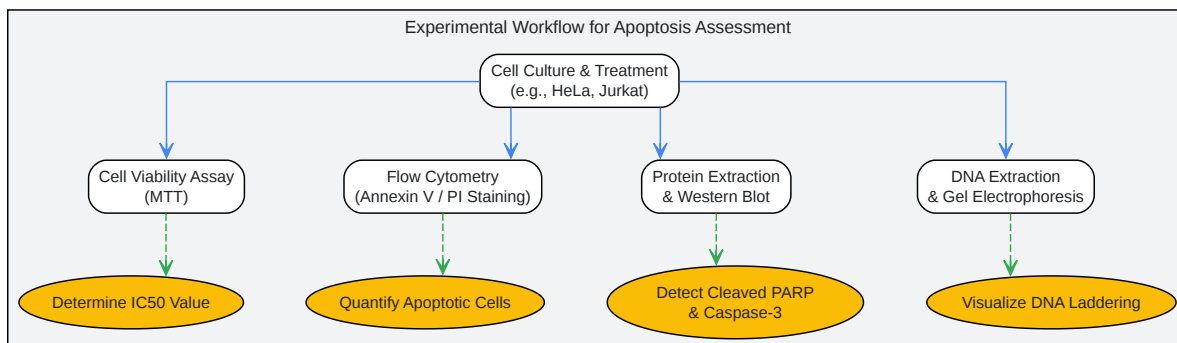 Experimental Workflow for Apoptosis Assessment
Cell Culture & Treatment
(e.g., HeLa, Jurkat)
Cell Viability Assay
(MTT)
Flow Cytometry
(Annexin V / PI Staining)
Protein Extraction
& Western Blot
DNA Extraction
& Gel Electrophoresis
Determine IC50 Value
Quantify Apoptotic Cells
Detect Cleaved PARP
& Caspase-3
Visualize DNA Laddering